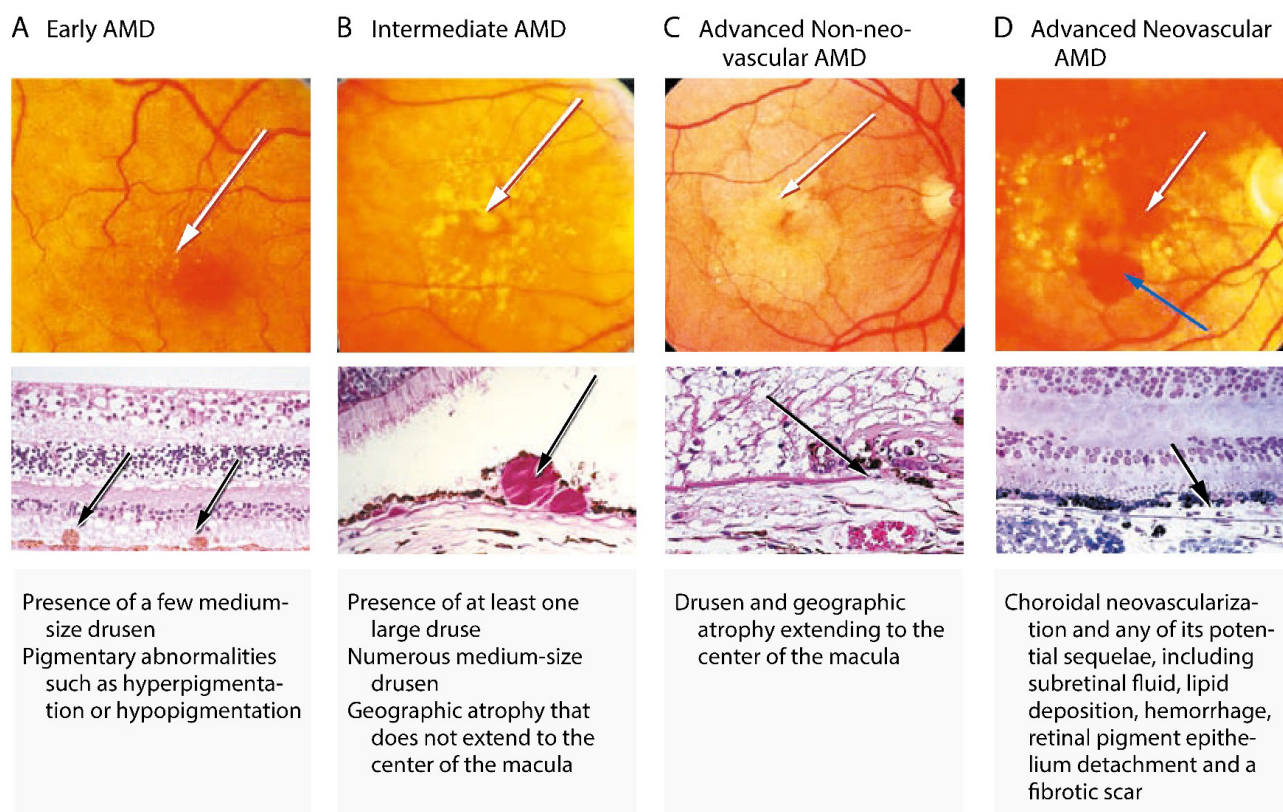 A Early AMD
B Intermediate AMD
C Advanced Non-neo-
vascular AMD
D Advanced Neovascular
AMD
Presence of a few medium-
size drusen
Pigmentary abnormalities
such as hyperpigmenta-
tion or hypopigmentation
Presence of at least one
large druse
Numerous medium-size
drusen
Geographic atrophy that
does not extend to the
center of the macula
Drusen and geographic
atrophy extending to the
center of the macula
Choroidal neovasculariza-
tion and any of its poten-
tial sequelae, including
subretinal fluid, lipid
deposition, hemorrhage,
retinal pigment epithe-
lium detachment and a
fibrotic scar